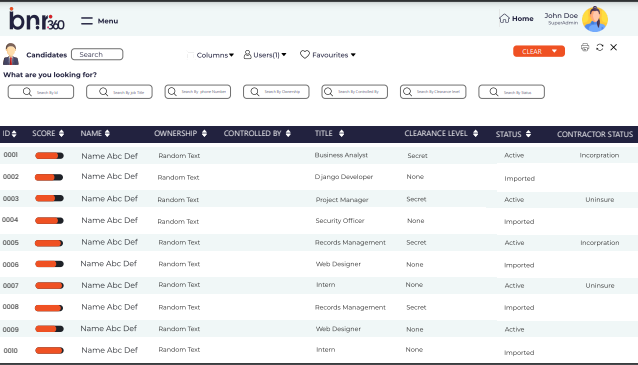 bnr360 Menu Home John Doe
SuperAdmin
Candidates Search Columns Users(1) Favourites CLEAR
What are you looking for?
Search By Id Search By job Title Search By phone Number Search By Ownership Search By Controlled By Search By Clearance level Search By Status
ID SCORE NAME OWNERSHIP CONTROLLED BY TITLE CLEARANCE LEVEL STATUS CONTRACTOR STATUS
0001 Name Abc Def Random Text Business Analyst Secret Active Incorpration
0002 Name Abc Def Random Text Django Developer None Imported
0003 Name Abc Def Random Text Project Manager Secret Active Uninsure
0004 Name Abc Def Random Text Security Officer None Imported
0005 Name Abc Def Random Text Records Management Secret Active Incorpration
0006 Name Abc Def Random Text Web Designer None Imported
0007 Name Abc Def Random Text Intern None Active Uninsure
0008 Name Abc Def Random Text Records Management Secret Imported
0009 Name Abc Def Random Text Web Designer None Active
0010 Name Abc Def Random Text Intern None Imported